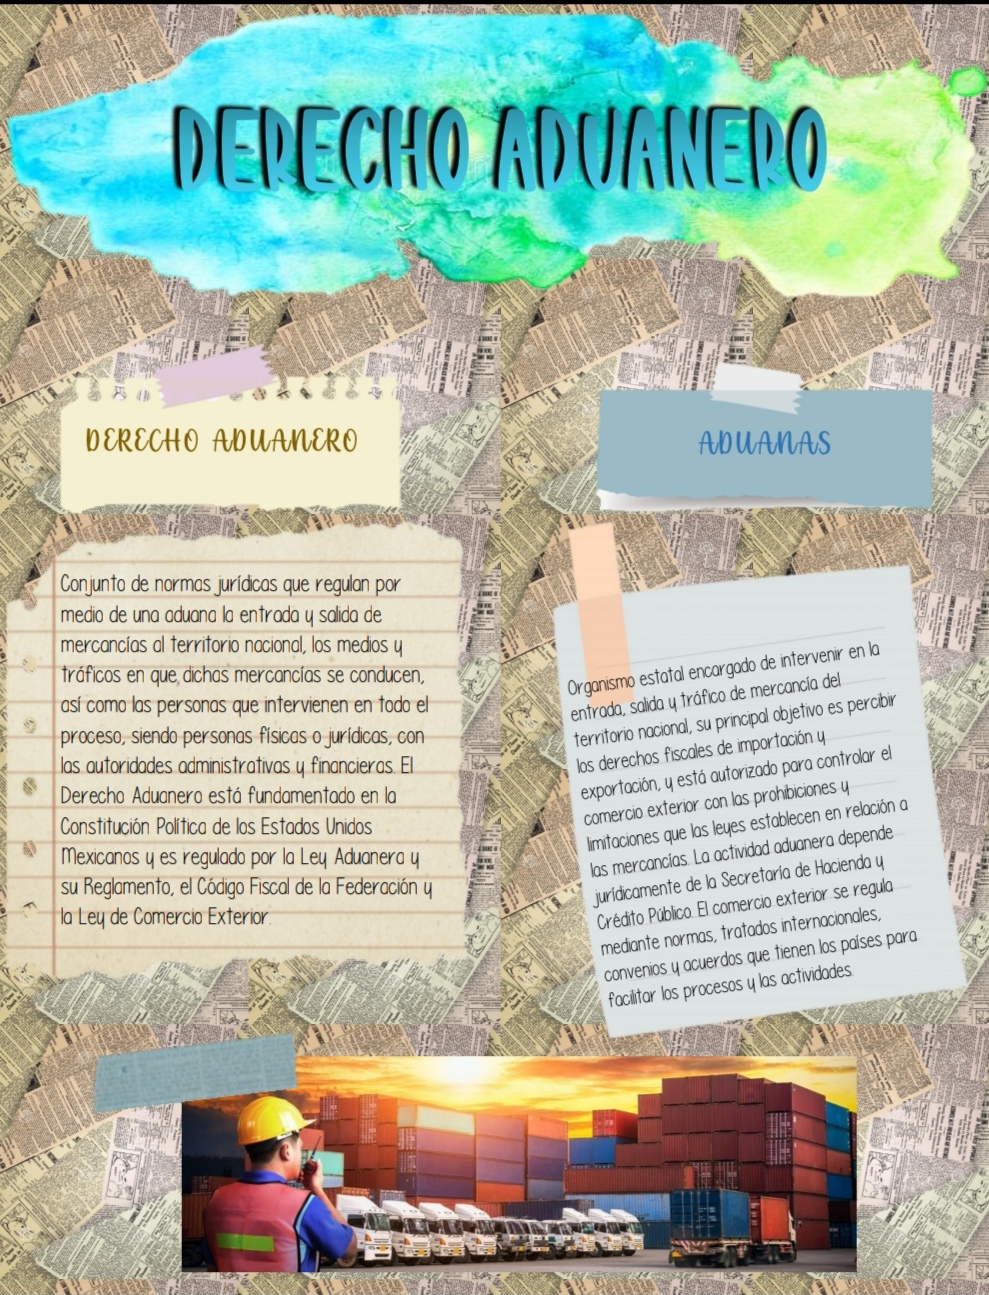 DERECHO ADUANERO
DERECHO ADUANERO
Conjunto de normas jurídicas que regulan por
medio de una aduana la entrada y salida de
mercancías al territorio nacional, los medios y
tráficos en que dichas mercancías se conducen,
así como las personas que intervienen en todo el
proceso, siendo personas físicas o jurídicas, con
las autoridades administrativas y financieras. El
Derecho Aduanero está fundamentado en la
Constitución Política de los Estados Unidos
Mexicanos y es regulado por la Ley Aduanera y
su Reglamento, el Código Fiscal de la Federación y
la Ley de Comercio Exterior.
ADUANAS
Organismo estatal encargado de intervenir en la
entrada, salida y tráfico de mercancía del
territorio nacional, su principal objetivo es percibir
los derechos fiscales de importación y
exportación, y está autorizado para controlar el
comercio exterior con las prohibiciones y
limitaciones que las leyes establecen en relación a
las mercancías. La actividad aduanera depende
jurídicamente de la Secretaría de Hacienda y
Crédito Público. El comercio exterior se regula
mediante normas, tratados internacionales,
convenios y acuerdos que tienen los países para
facilitar los procesos y las actividades.